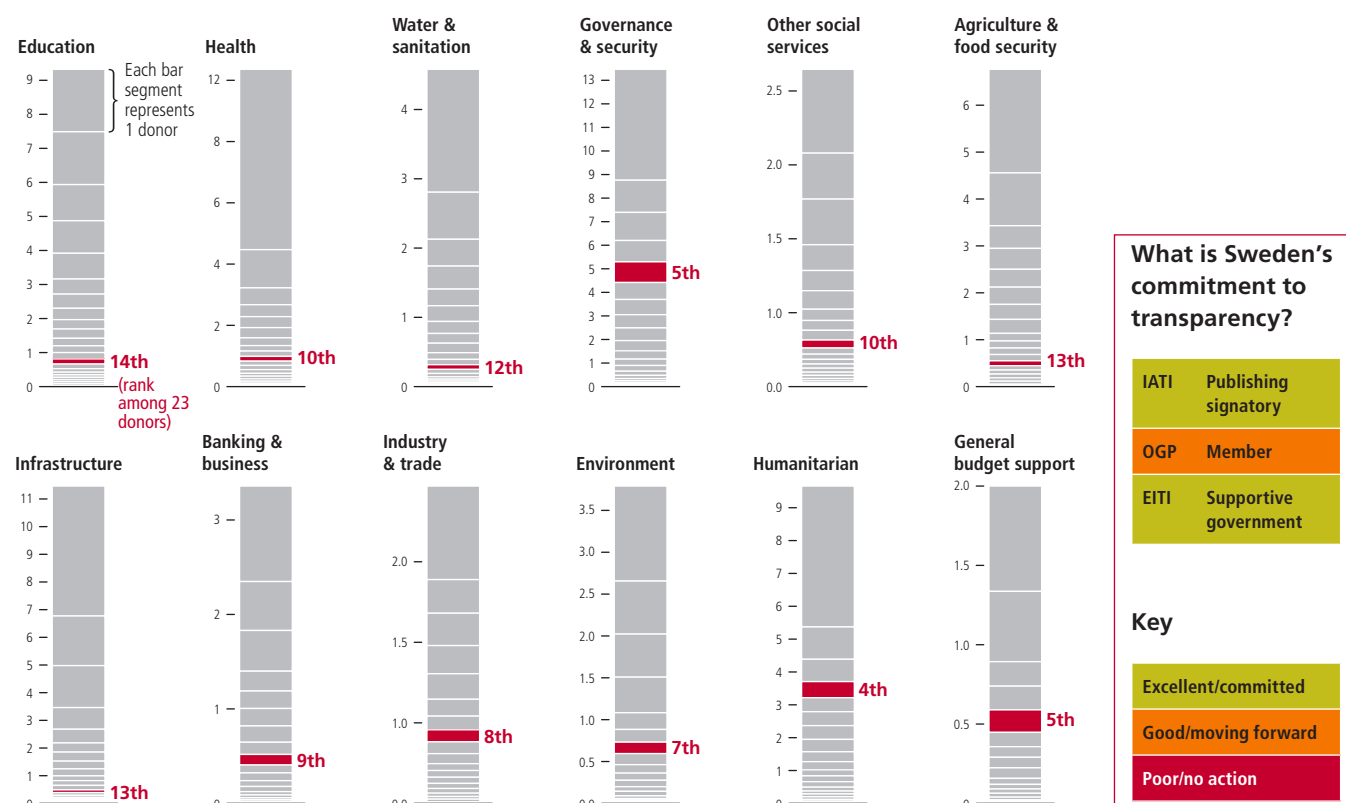 Education
9
8
7
6
5
4
3
2
1
0
Each bar
segment
represents
1 donor
14th
(rank
among 23
donors)
Health
12
8
6
4
2
0
10th
Water &
sanitation
4
3
2
1
0
12th
Governance
& security
13
12
11
10
9
8
7
6
5
4
3
2
1
0
5th
Other social
services
2.5
2.0
1.5
1.0
0.0
10th
Agriculture &
food security
6
5
4
3
2
1
0
13th
Infrastructure
11
10
9
8
7
6
5
4
3
2
1
0
13th
Banking &
business
3
2
1
0
9th
Industry
& trade
2.0
1.5
1.0
0.0
8th
Environment
3.5
3.0
2.5
2.0
1.5
1.0
0.5
0.0
7th
Humanitarian
9
8
7
6
5
4
3
2
1
0
4th
General
budget support
2.0
1.5
1.0
0.5
0
5th
What is Sweden's
commitment to
transparency?
IATI Publishing
signatory
OGP Member
EITI Supportive
government
Key
Excellent/committed
Good/moving forward
Poor/no action